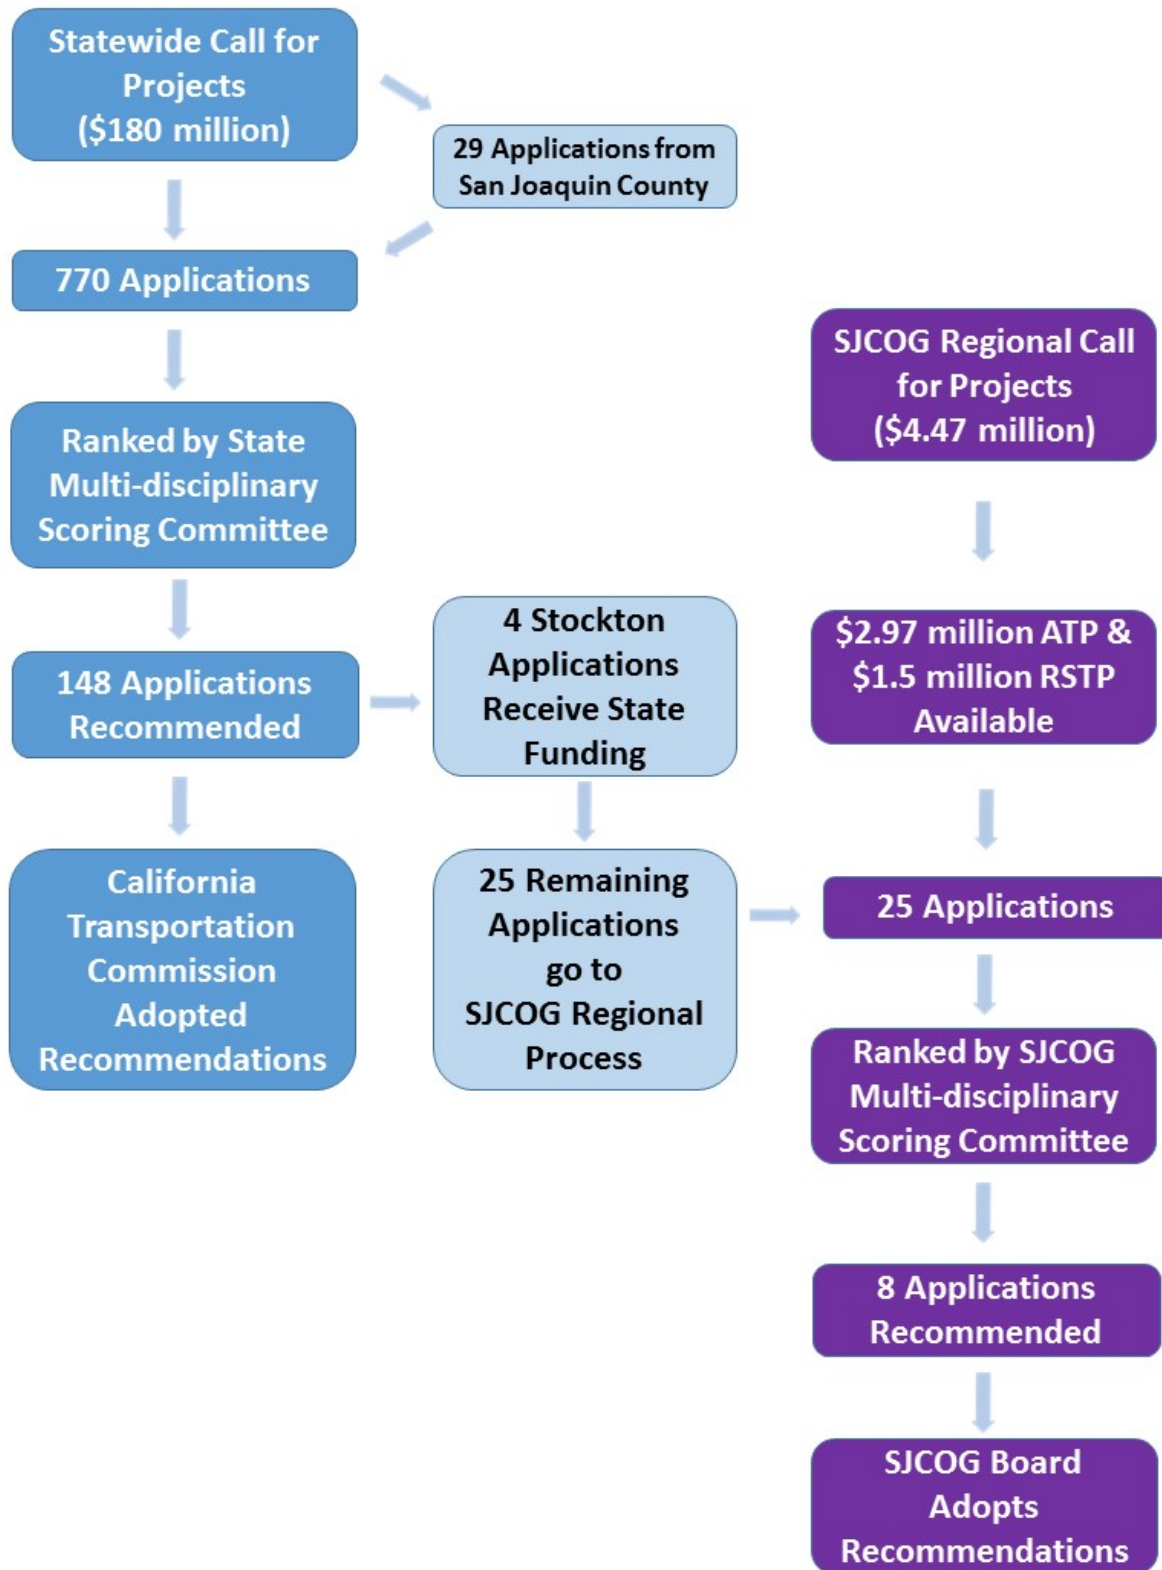 Statewide Call for
Projects
($180 million)
29 Applications from
San Joaquin County
770 Applications
Ranked by State
Multi-disciplinary
Scoring Committee
148 Applications
Recommended
4 Stockton
Applications
Receive State
Funding
California
Transportation
Commission
Adopted
Recommendations
25 Remaining
Applications
go to
SJCOG Regional
Process
SJCOG Regional Call
for Projects
($4.47 million)
$2.97 million ATP &
$1.5 million RSTP
Available
25 Applications
Ranked by SJCOG
Multi-disciplinary
Scoring Committee
8 Applications
Recommended
SJCOG Board
Adopts
Recommendations